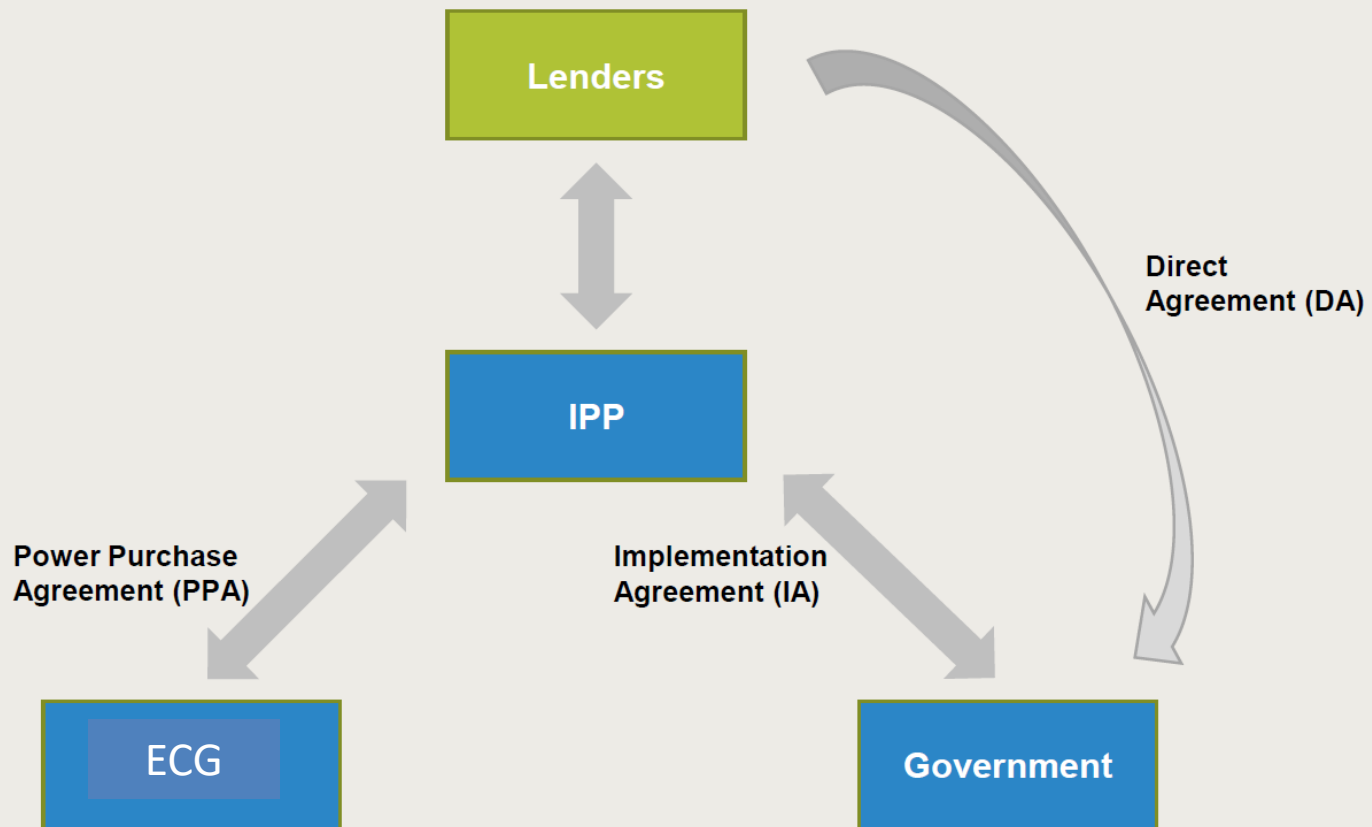 Lenders
Direct
Agreement (DA)
IPP
Power Purchase
Agreement (PPA)
Implementation
Agreement (IA)
ECG
Government